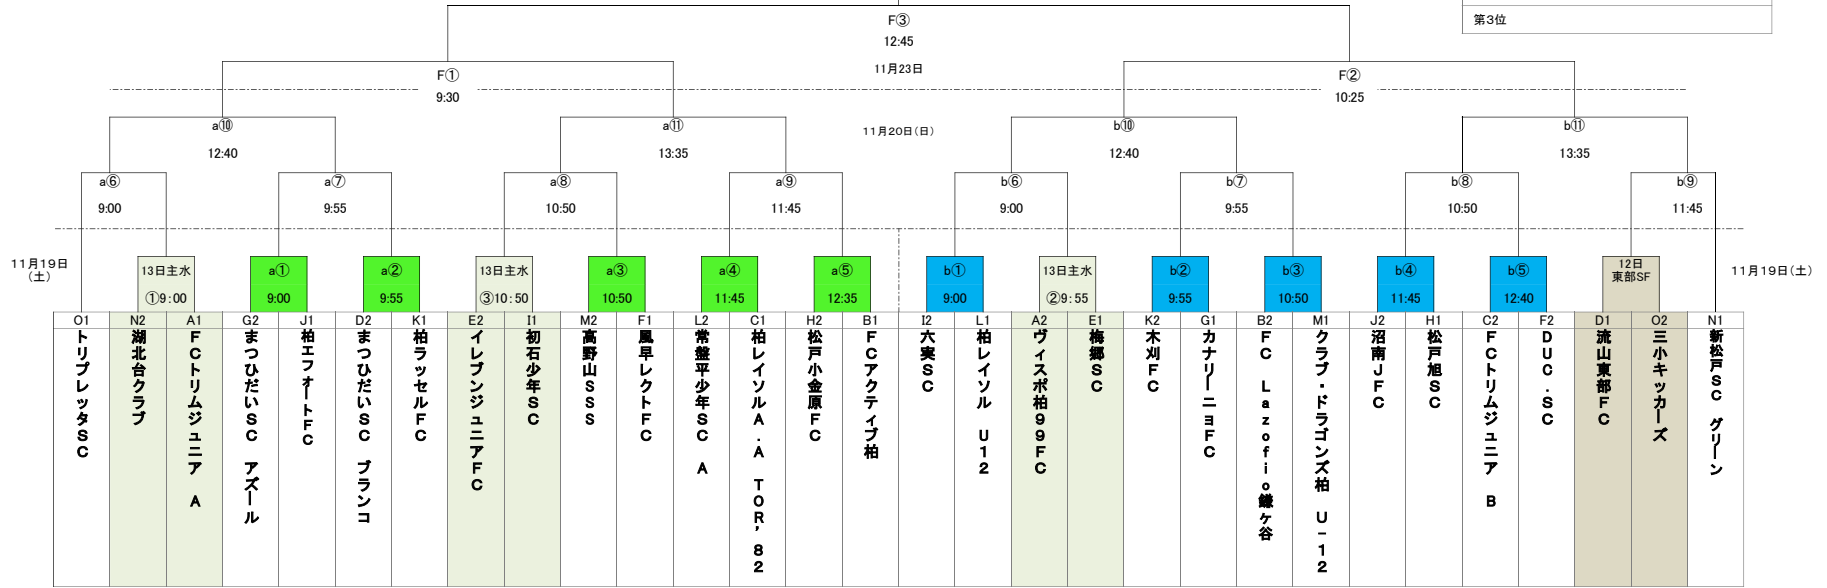 F③
第3位
12:45
11月23日
F①
F②
9:30
10:25
a⑩
a⑪
11月20日(日)
b⑩
b⑪
12:40
13:35
12:40
13:35
a⑥
a⑦
a⑧
a⑨
b⑥
b⑦
b⑧
b⑨
9:00
9:55
10:50
11:45
9:00
9:55
10:50
11:45
11月19日
(土)
13日主水
①9:00
a①
9:00
a②
9:55
13日主水
③10:50
a③
10:50
a④
11:45
a⑤
12:35
b①
9:00
13日主水
②9:55
b②
9:55
b③
10:50
b④
11:45
b⑤
12:40
12日
東部SF
11月19日(土)
O1
トリプレッタSC
N2
湖北台クラブ
A1
FCトリムジュニア A
G2
まつひだいSC アズール
J1
柏エフォートFC
D2
まつひだいSC ブランコ
K1
柏ラッセルFC
E2
イレブンジュニアFC
I1
初石少年SC
M2
高野山SSS
F1
風早レクトFC
L2
常盤平少年SC A
C1
柏レイソルA.A TOR'82
H2
松戸小金原FC
B1
FCアクティブ柏
I2
六実SC
L1
柏レイソル U12
A2
ヴィスポ柏99FC
E1
梅郷SC
K2
木刈FC
G1
カナリーニョFC
B2
FC Lazofio鎌ヶ谷
M1
クラブ・ドラゴンズ柏 U-12
J2
沼南JFC
H1
松戸旭SC
C2
FCトリムジュニア B
F2
DUC.SC
D1
流山東部FC
O2
三小キッカーズ
N1
新松戸SC グリーン